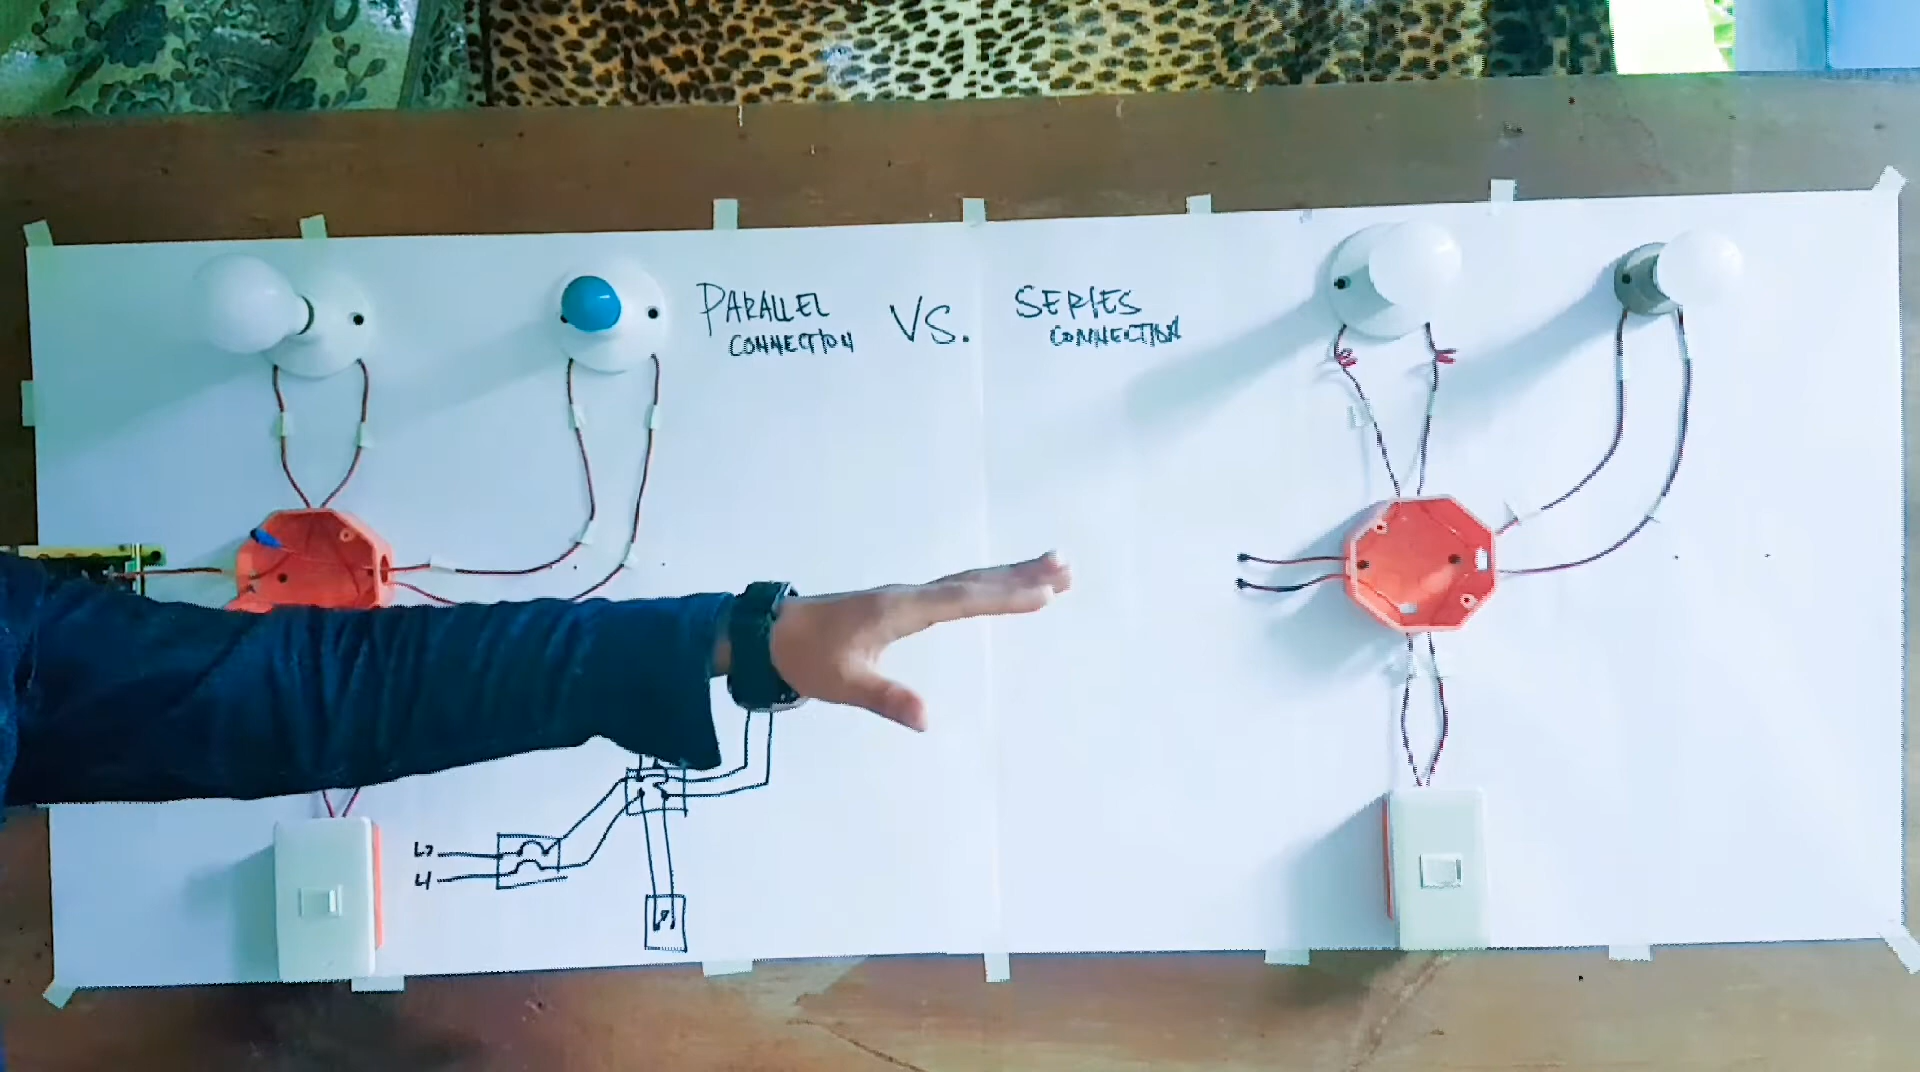 PARALLEL
CONNECTION
VS.
SERIES
CONNECTION
L2
L1